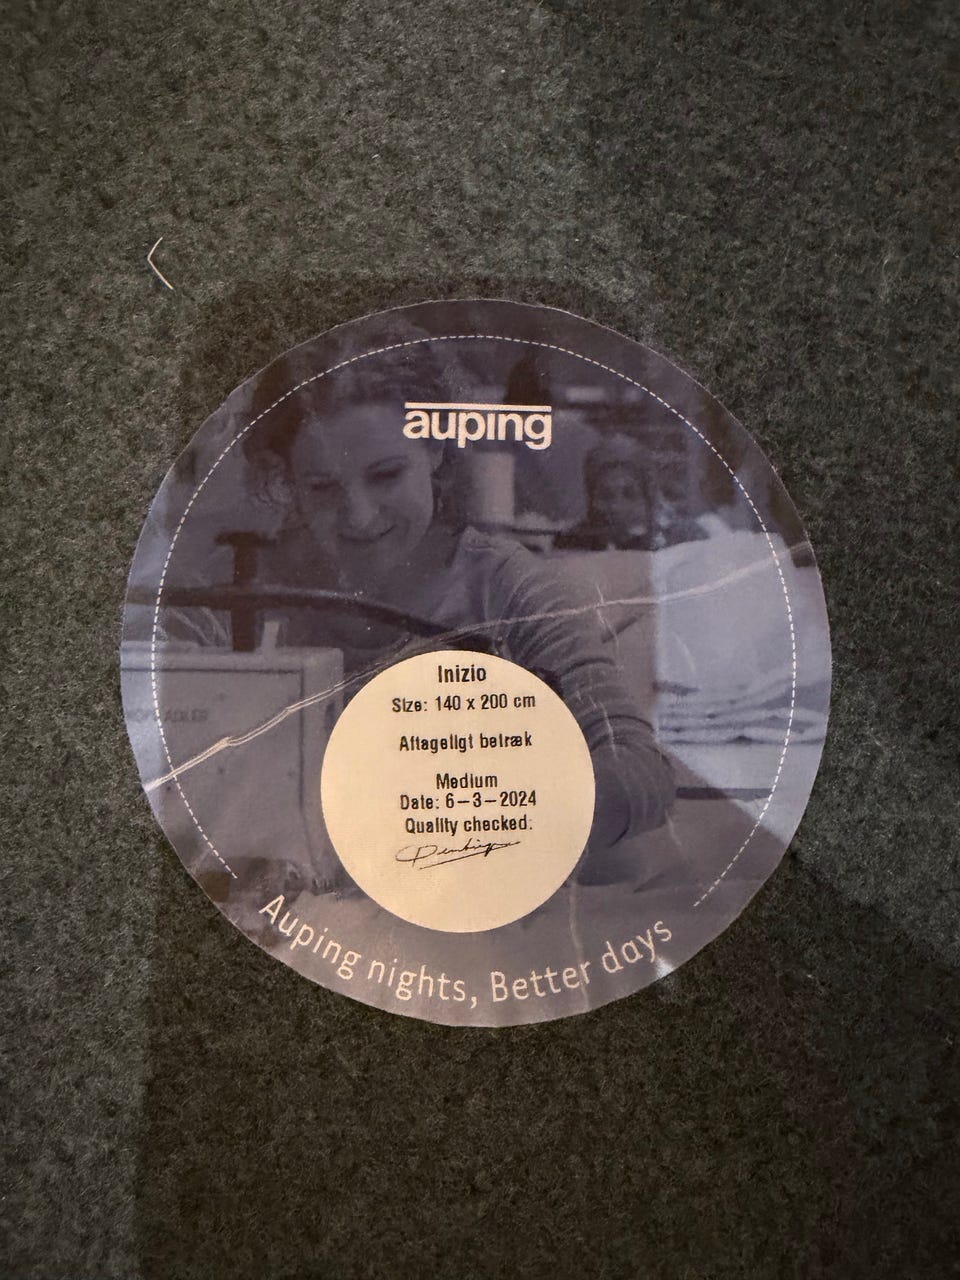 auping
Inizio
Size: 140 x 200 cm
Aftageligt betræk
Medium
Date: 6-3-2024
Quality checked:
Auping nights, Better days